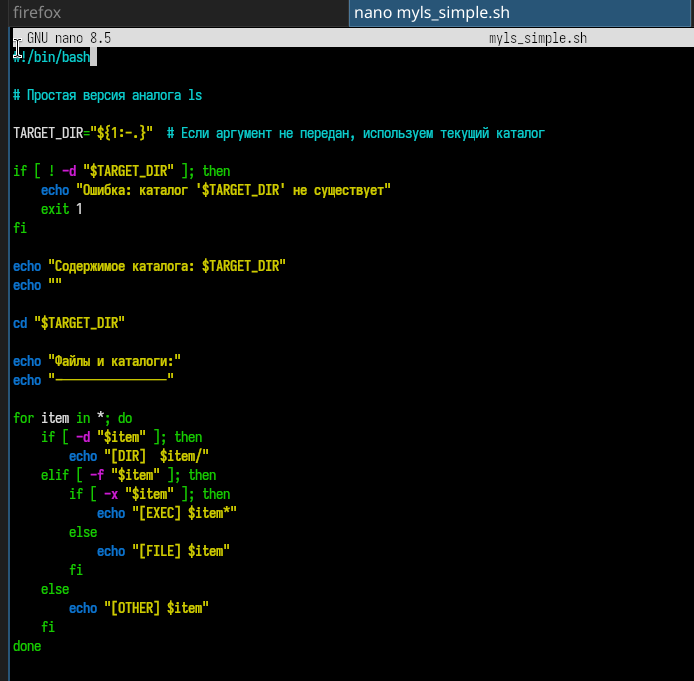 firefox
nano myls_simple.sh
GNU nano 8.5 myls_simple.sh
#!/bin/bash
# Простая версия аналога ls
TARGET_DIR="${1:-.}"  # Если аргумент не передан, используем текущий каталог
if [ ! -d "$TARGET_DIR" ]; then
    echo "Ошибка: каталог '$TARGET_DIR' не существует"
    exit 1
fi
echo "Содержимое каталога: $TARGET_DIR"
echo ""
cd "$TARGET_DIR"
echo "Файлы и каталоги:"
echo "────────────────"
for item in *; do
    if [ -d "$item" ]; then
        echo "[DIR]  $item/"
    elif [ -f "$item" ]; then
        if [ -x "$item" ]; then
            echo "[EXEC] $item*"
        else
            echo "[FILE] $item"
        fi
    else
        echo "[OTHER] $item"
    fi
done